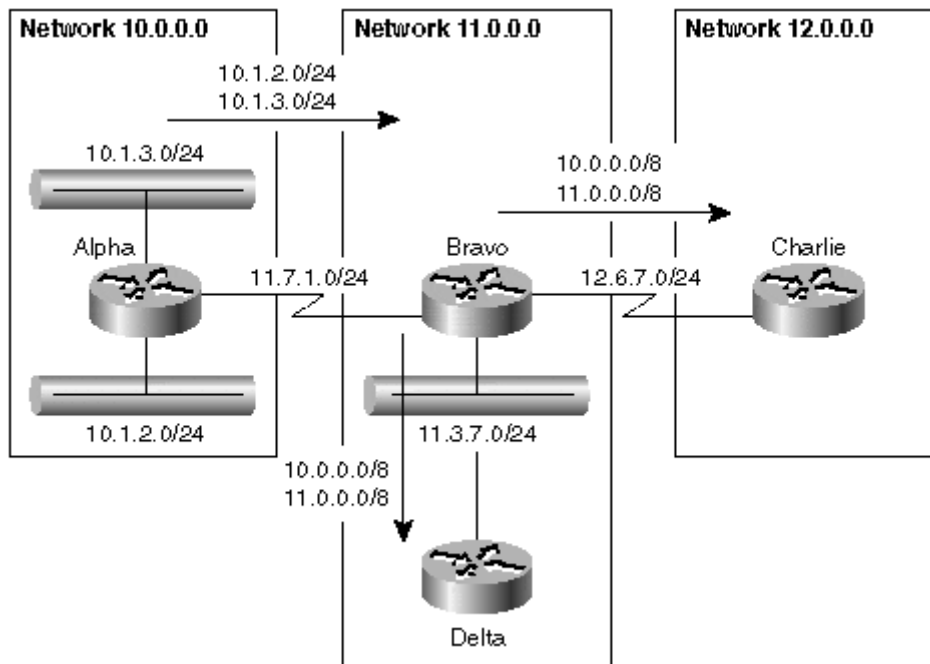 Network 10.0.0.0
Network 11.0.0.0
Network 12.0.0.0
10.1.2.0/24
10.1.3.0/24
10.1.3.0/24
10.0.0.0/8
11.0.0.0/8
Alpha
Bravo
Charlie
11.7.1.0/24
12.6.7.0/24
10.1.2.0/24
11.3.7.0/24
10.0.0.0/8
11.0.0.0/8
Delta